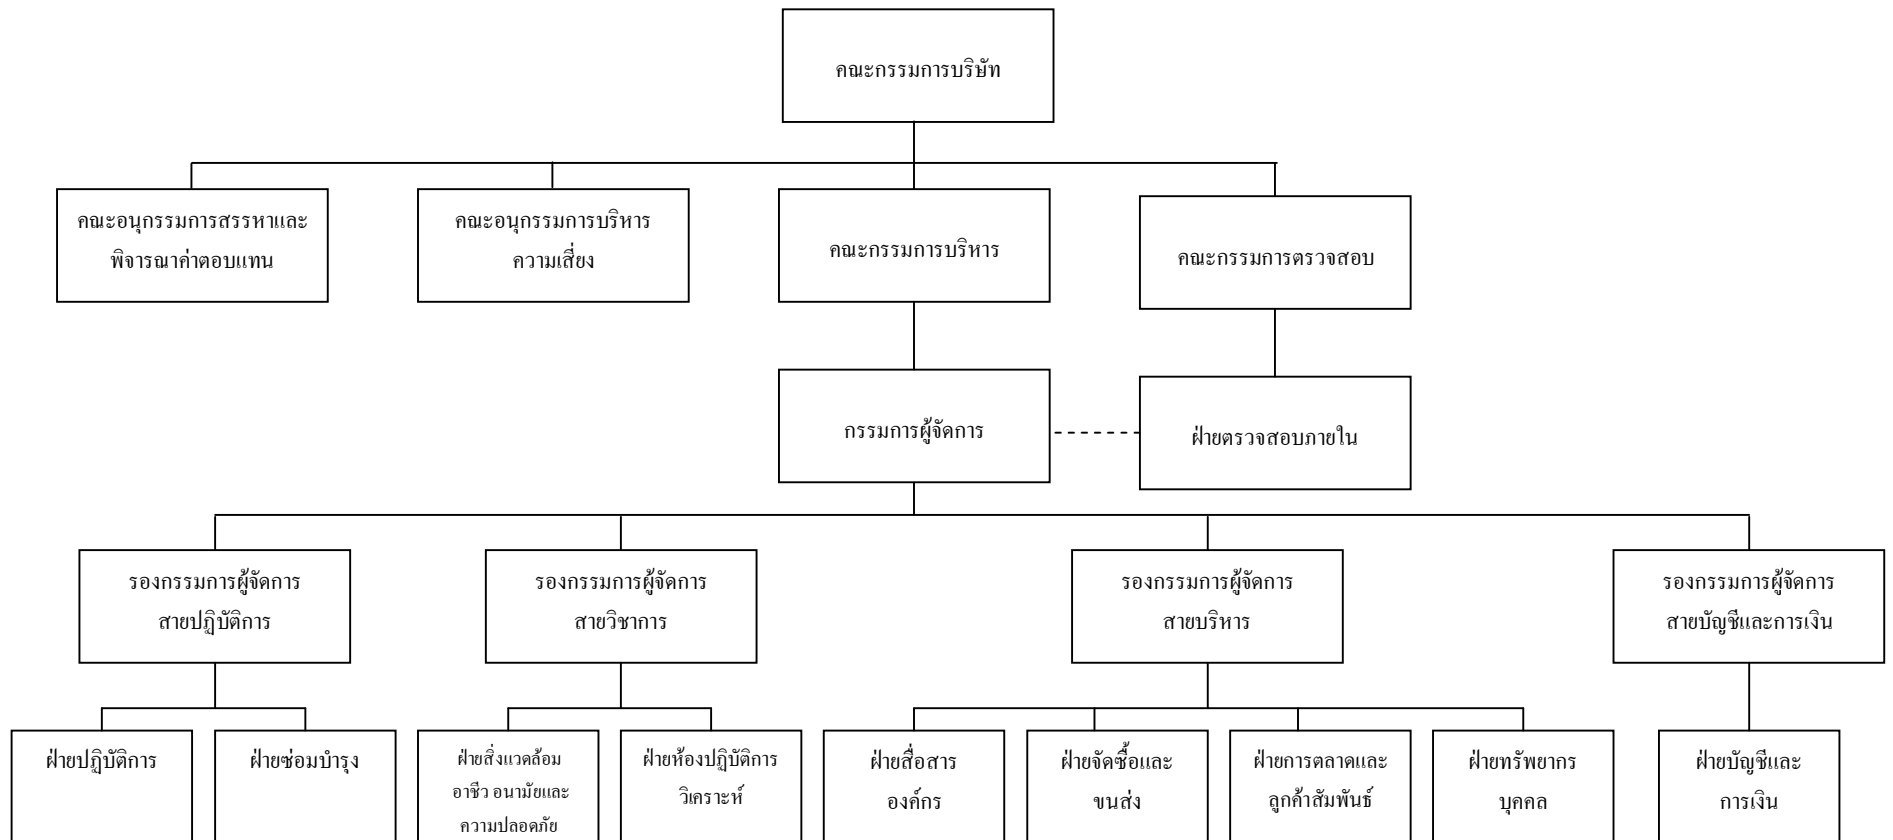 คณะกรรมการบริษัท
คณะอนุกรรมการสรรหาและ
พิจารณาค่าตอบแทน
คณะอนุกรรมการบริหาร
ความเสี่ยง
คณะกรรมการบริหาร
คณะกรรมการตรวจสอบ
กรรมการผู้จัดการ
ฝ่ายตรวจสอบภายใน
รองกรรมการผู้จัดการ
สายปฏิบัติการ
รองกรรมการผู้จัดการ
สายวิชาการ
รองกรรมการผู้จัดการ
สายบริหาร
รองกรรมการผู้จัดการ
สายบัญชีและการเงิน
ฝ่ายปฏิบัติการ
ฝ่ายซ่อมบำรุง
ฝ่ายสิ่งแวดล้อม
อาชีว อนามัยและ
ความปลอดภัย
ฝ่ายห้องปฏิบัติการ
วิเคราะห์
ฝ่ายสื่อสาร
องค์กร
ฝ่ายจัดซื้อและ
ขนส่ง
ฝ่ายการตลาดและ
ลูกค้าสัมพันธ์
ฝ่ายทรัพยากร
บุคคล
ฝ่ายบัญชีและ
การเงิน